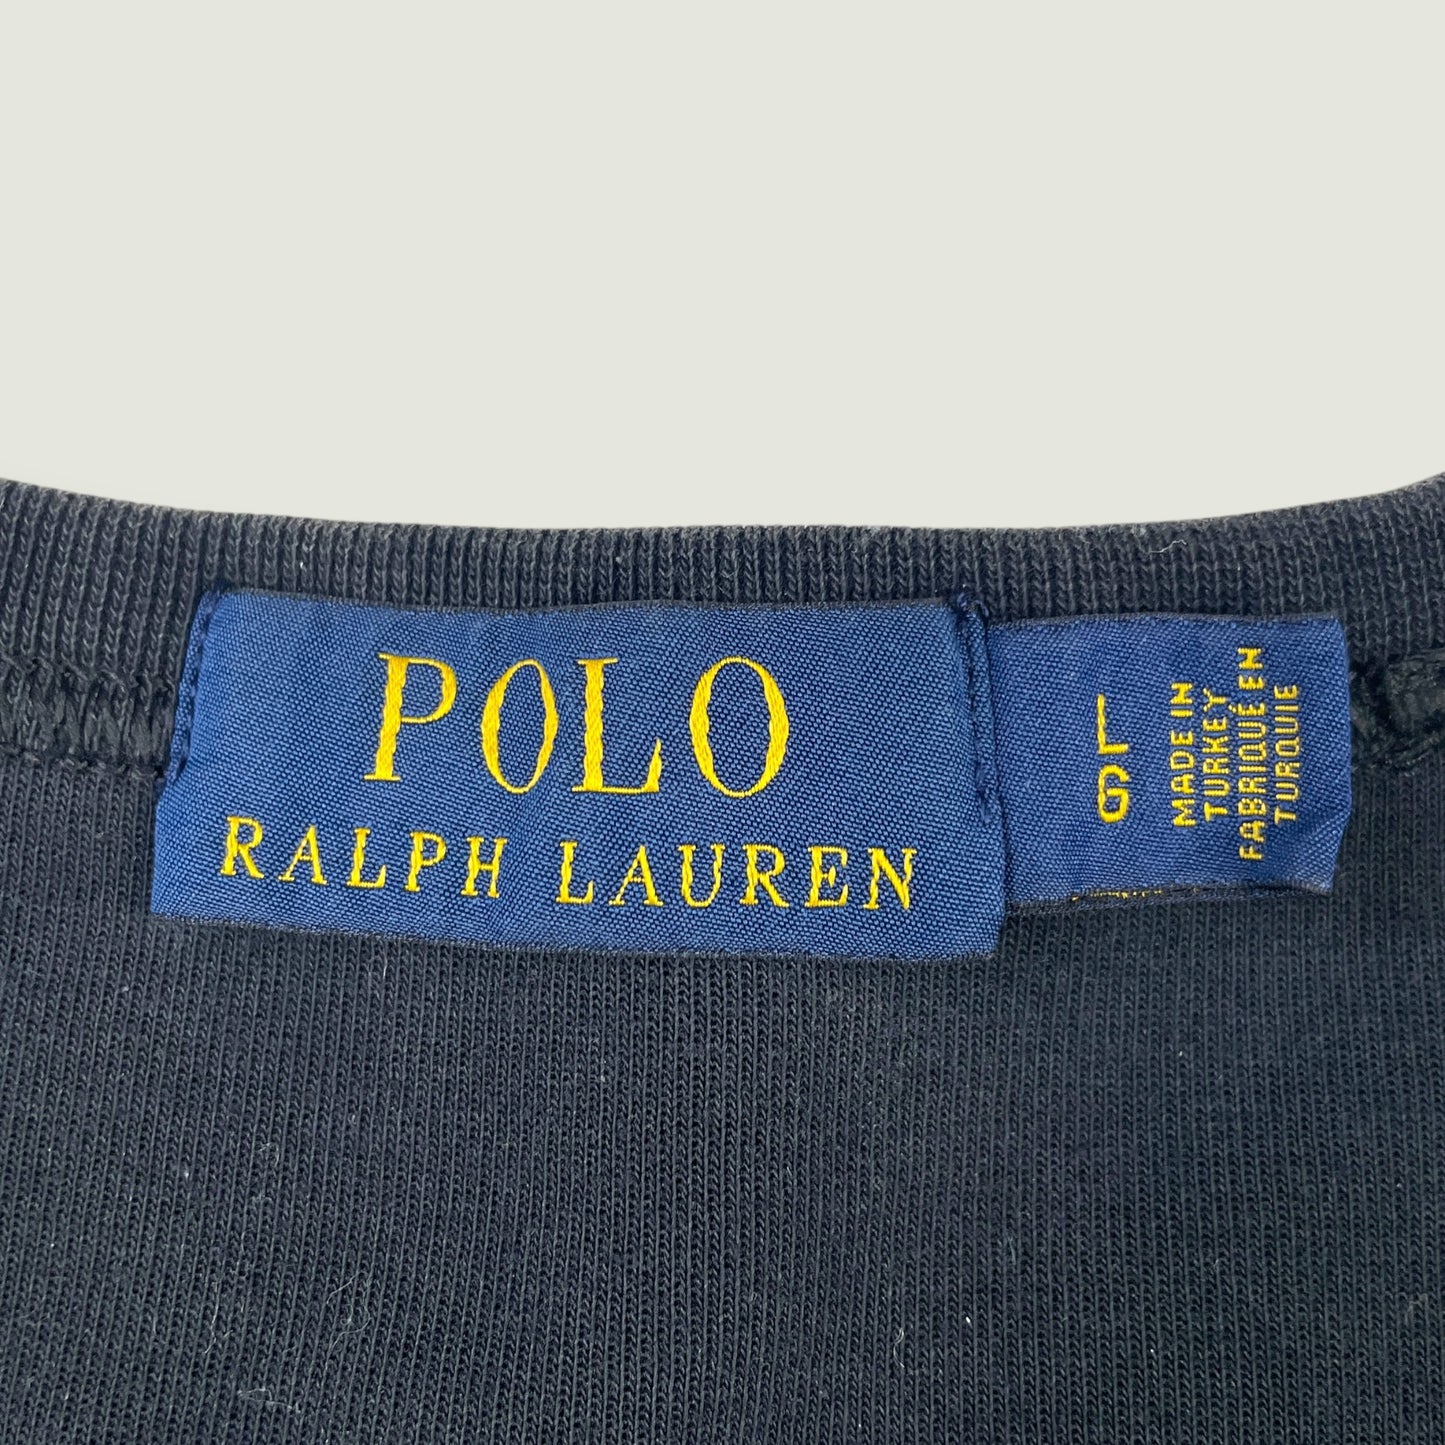 POLO
RALPH LAUREN
L
G
MADE IN
TURKEY
FABRIQUÉ EN
TURQUIE